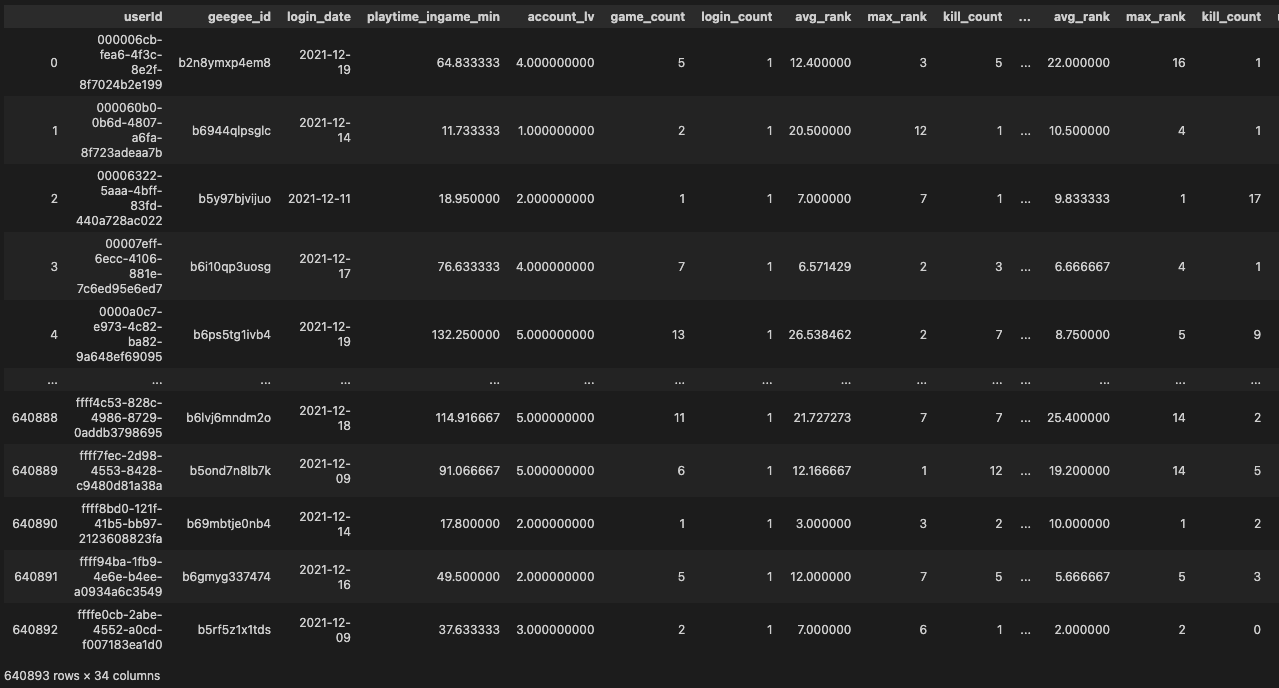 userId geegee_id login_date playtime_ingame_min account_lv game_count login_count avg_rank max_rank kill_count ... avg_rank max_rank kill_count
0 000006cb-fea6-4f3c-8e2f-8f7024b2e199 b2n8ymxp4em8 2021-12-19 64.833333 4.000000000 5 1 12.400000 3 5 ... 22.000000 16 1
1 000060b0-0b6d-4807-a6fa-8f723adeaa7b b6944qlpsglc 2021-12-14 11.733333 1.000000000 2 1 20.500000 12 1 ... 10.500000 4 1
2 00006322-5aaa-4bff-83fd-440a728ac022 b5y97bjvijuo 2021-12-11 18.950000 2.000000000 1 1 7.000000 7 1 ... 9.833333 1 17
3 00007eff-6ecc-4106-881e-7c6ed95e6ed7 b6i10qp3uosg 2021-12-17 76.633333 4.000000000 7 1 6.571429 2 3 ... 6.666667 4 1
4 0000a0c7-e973-4c82-ba82-9a648ef69095 b6ps5tg1ivb4 2021-12-19 132.250000 5.000000000 13 1 26.538462 2 7 ... 8.750000 5 9
... ... ... ... ... ... ... ... ... ... ... ... ... ... ...
640888 ffff4c53-828c-4986-8729-0addb3798695 b6lvj6mndm2o 2021-12-18 114.916667 5.000000000 11 1 21.727273 7 7 ... 25.400000 14 2
640889 ffff7fec-2d98-4553-8428-c9480d81a38a b5ond7n8lb7k 2021-12-09 91.066667 5.000000000 6 1 12.166667 1 12 ... 19.200000 14 5
640890 ffff8bd0-121f-41b5-bb97-2123608823fa b69mbtje0nb4 2021-12-14 17.800000 2.000000000 1 1 3.000000 3 2 ... 10.000000 1 2
640891 ffff94ba-1fb9-4e6e-b4ee-a0934a6c3549 b6gmyg337474 2021-12-16 49.500000 2.000000000 5 1 12.000000 7 5 ... 5.666667 5 3
640892 ffffe0cb-2abe-4552-a0cd-f007183ea1d0 b5rf5z1x1tds 2021-12-09 37.633333 3.000000000 2 1 7.000000 6 1 ... 2.000000 2 0
640893 rows × 34 columns